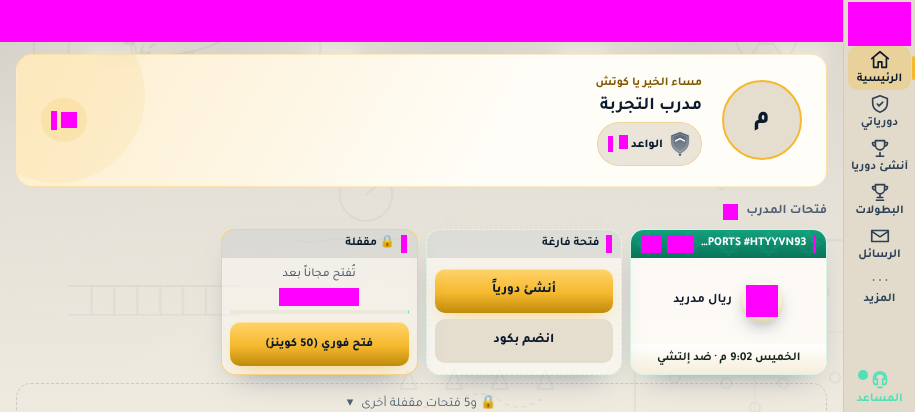 الرئيسية
دورياتي
أنشئ دوريا
البطولات
الرسائل
...
المزيد
المساعد
مساء الخير يا كوتش
مدرب التجربة
م
الواعد
فتحات المدرب
PORTS #HTYYVN93...
ريال مدريد
الخميس 9:02 م · ضد إلتشي
فتحة فارغة
أنشئ دورياً
انضم بكود
🔒 مقفلة
تُفتح مجاناً بعد
فتح فوري (50 كوينز)
🔒 و5 فتحات مقفلة أخرى ▼